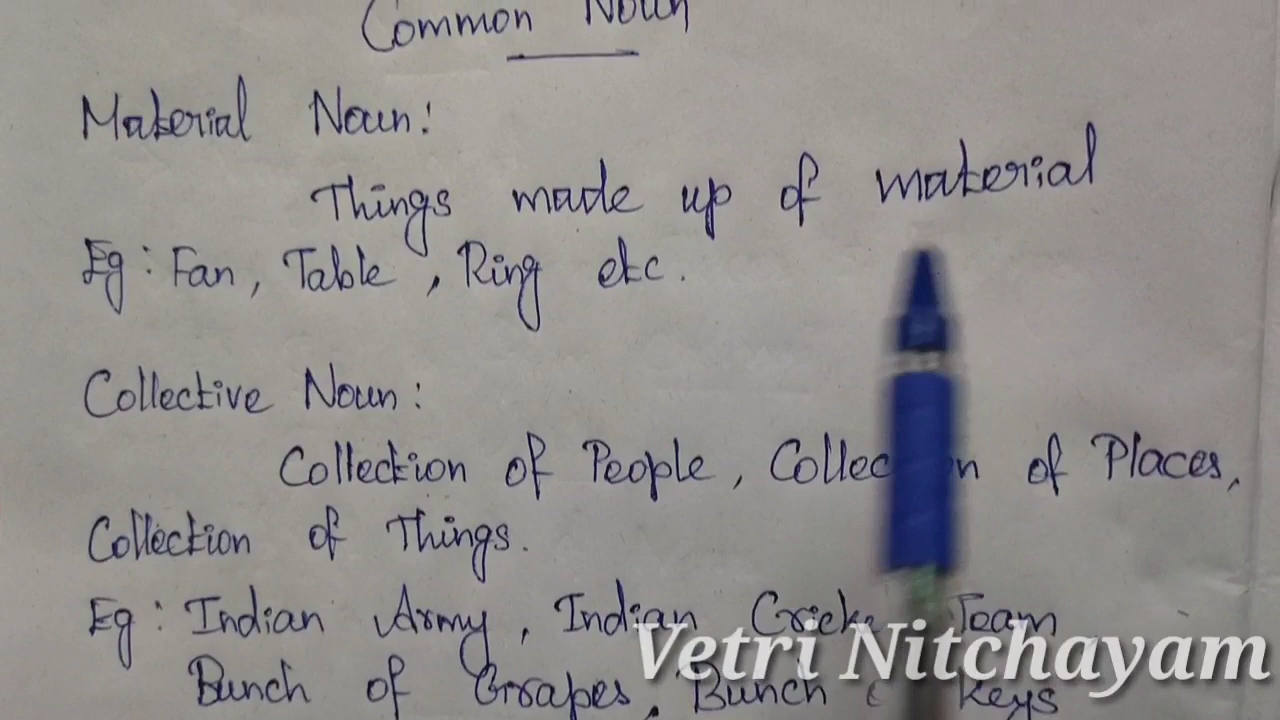 Common Noun
Material Noun:
Things made up of material
Eg: Fan, Table, Ring etc.
Collective Noun:
Collection of People, Collec n of Places,
Collection of Things.
Eg: Indian Army, Indian Cricke Team
Bunch of Grapes, Bunch keys
Vetri Nitchayam